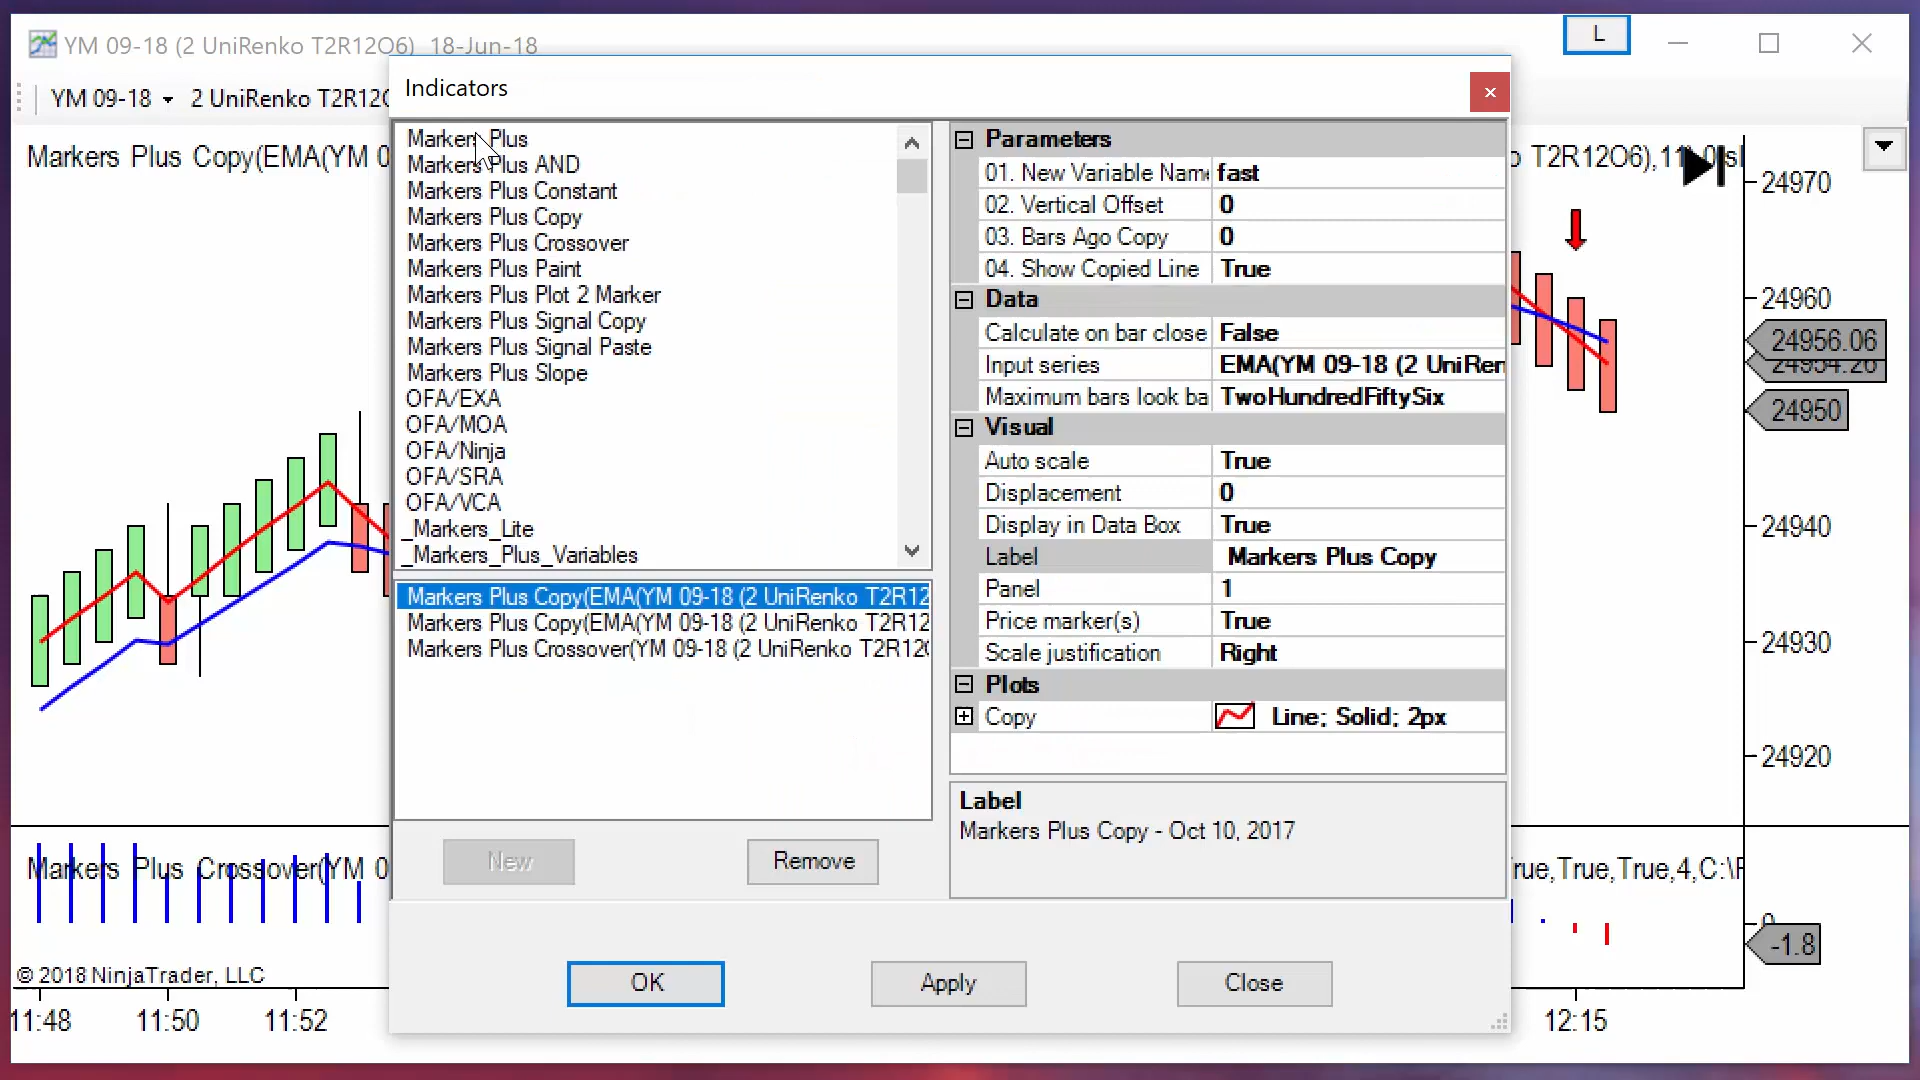 YM 09-18 (2 UniRenko T2R12O6) 18-Jun-18
L
YM 09-18
2 UniRenko T2R12O
Indicators
Markers Plus Copy(EMA(YM 0
o T2R12O6),11),0,sl
Markers Plus
Markers Plus AND
Markers Plus Constant
Markers Plus Copy
Markers Plus Crossover
Markers Plus Paint
Markers Plus Plot 2 Marker
Markers Plus Signal Copy
Markers Plus Signal Paste
Markers Plus Slope
OFA/EXA
OFA/MOA
OFA/Ninja
OFA/SRA
OFA/VCA
_Markers_Lite
_Markers_Plus_Variables
Markers Plus Copy(EMA(YM 09-18 (2 UniRenko T2R12
Markers Plus Copy(EMA(YM 09-18 (2 UniRenko T2R12
Markers Plus Crossover(YM 09-18 (2 UniRenko T2R12O
New
Remove
Parameters
01. New Variable Name fast
02. Vertical Offset 0
03. Bars Ago Copy 0
04. Show Copied Line True
Data
Calculate on bar close False
Input series EMA(YM 09-18 (2 UniRen
Maximum bars look ba TwoHundredFiftySix
Visual
Auto scale True
Displacement 0
Display in Data Box True
Label Markers Plus Copy
Panel 1
Price marker(s) True
Scale justification Right
Plots
Copy Line; Solid; 2px
Label
Markers Plus Copy - Oct 10, 2017
OK
Apply
Close
24970
24960
24956.06
24954.26
24950
24940
24930
24920
Markers Plus Crossover(YM 0
rue,True,True,4,C:\P
0
-1.8
© 2018 NinjaTrader, LLC
11:48
11:50
11:52
12:15